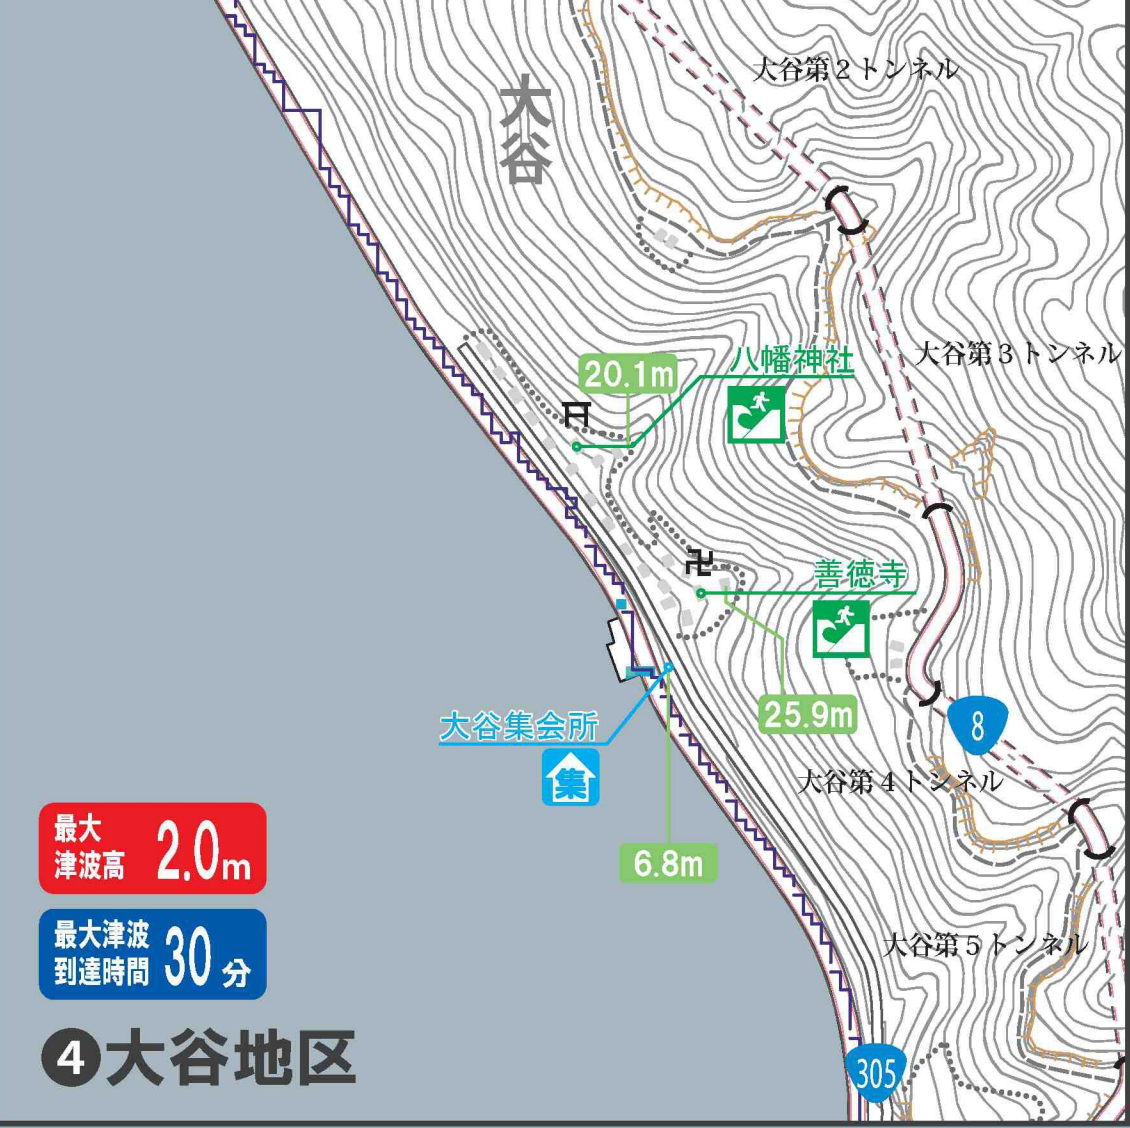 大谷第2トンネル
大谷
大谷第3トンネル
八幡神社
20.1m
善徳寺
25.9m
8
大谷集会所
集
大谷第4トンネル
6.8m
最大
津波高 2.0m
最大津波
到達時間 30分
大谷第5トンネル
4大谷地区
305